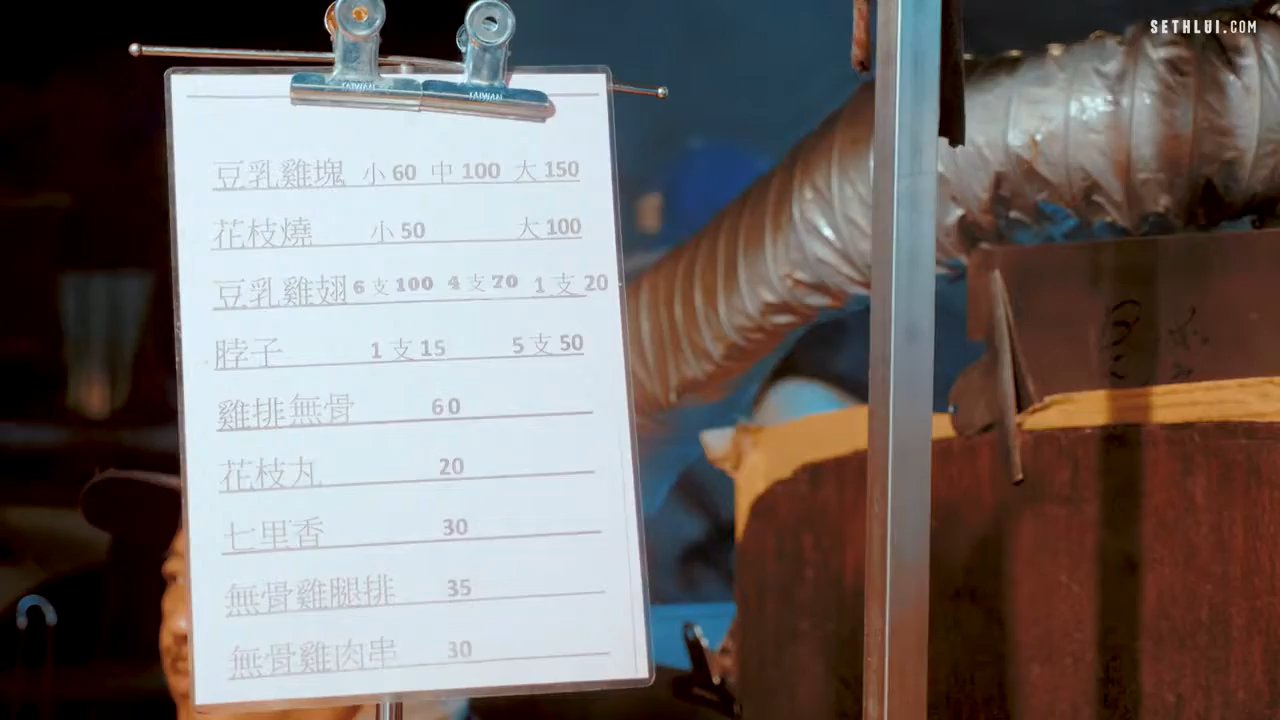 SETHLUI.COM
TAIWAN TAIWAN
豆乳雞塊 小 60 中 100 大 150
花枝燒 小 50 大 100
豆乳雞翅 6 支 100 4 支 70 1 支 20
脖子 1 支 15 5 支 50
雞排無骨 60
花枝丸 20
七里香 30
無骨雞腿排 35
無骨雞肉串 30